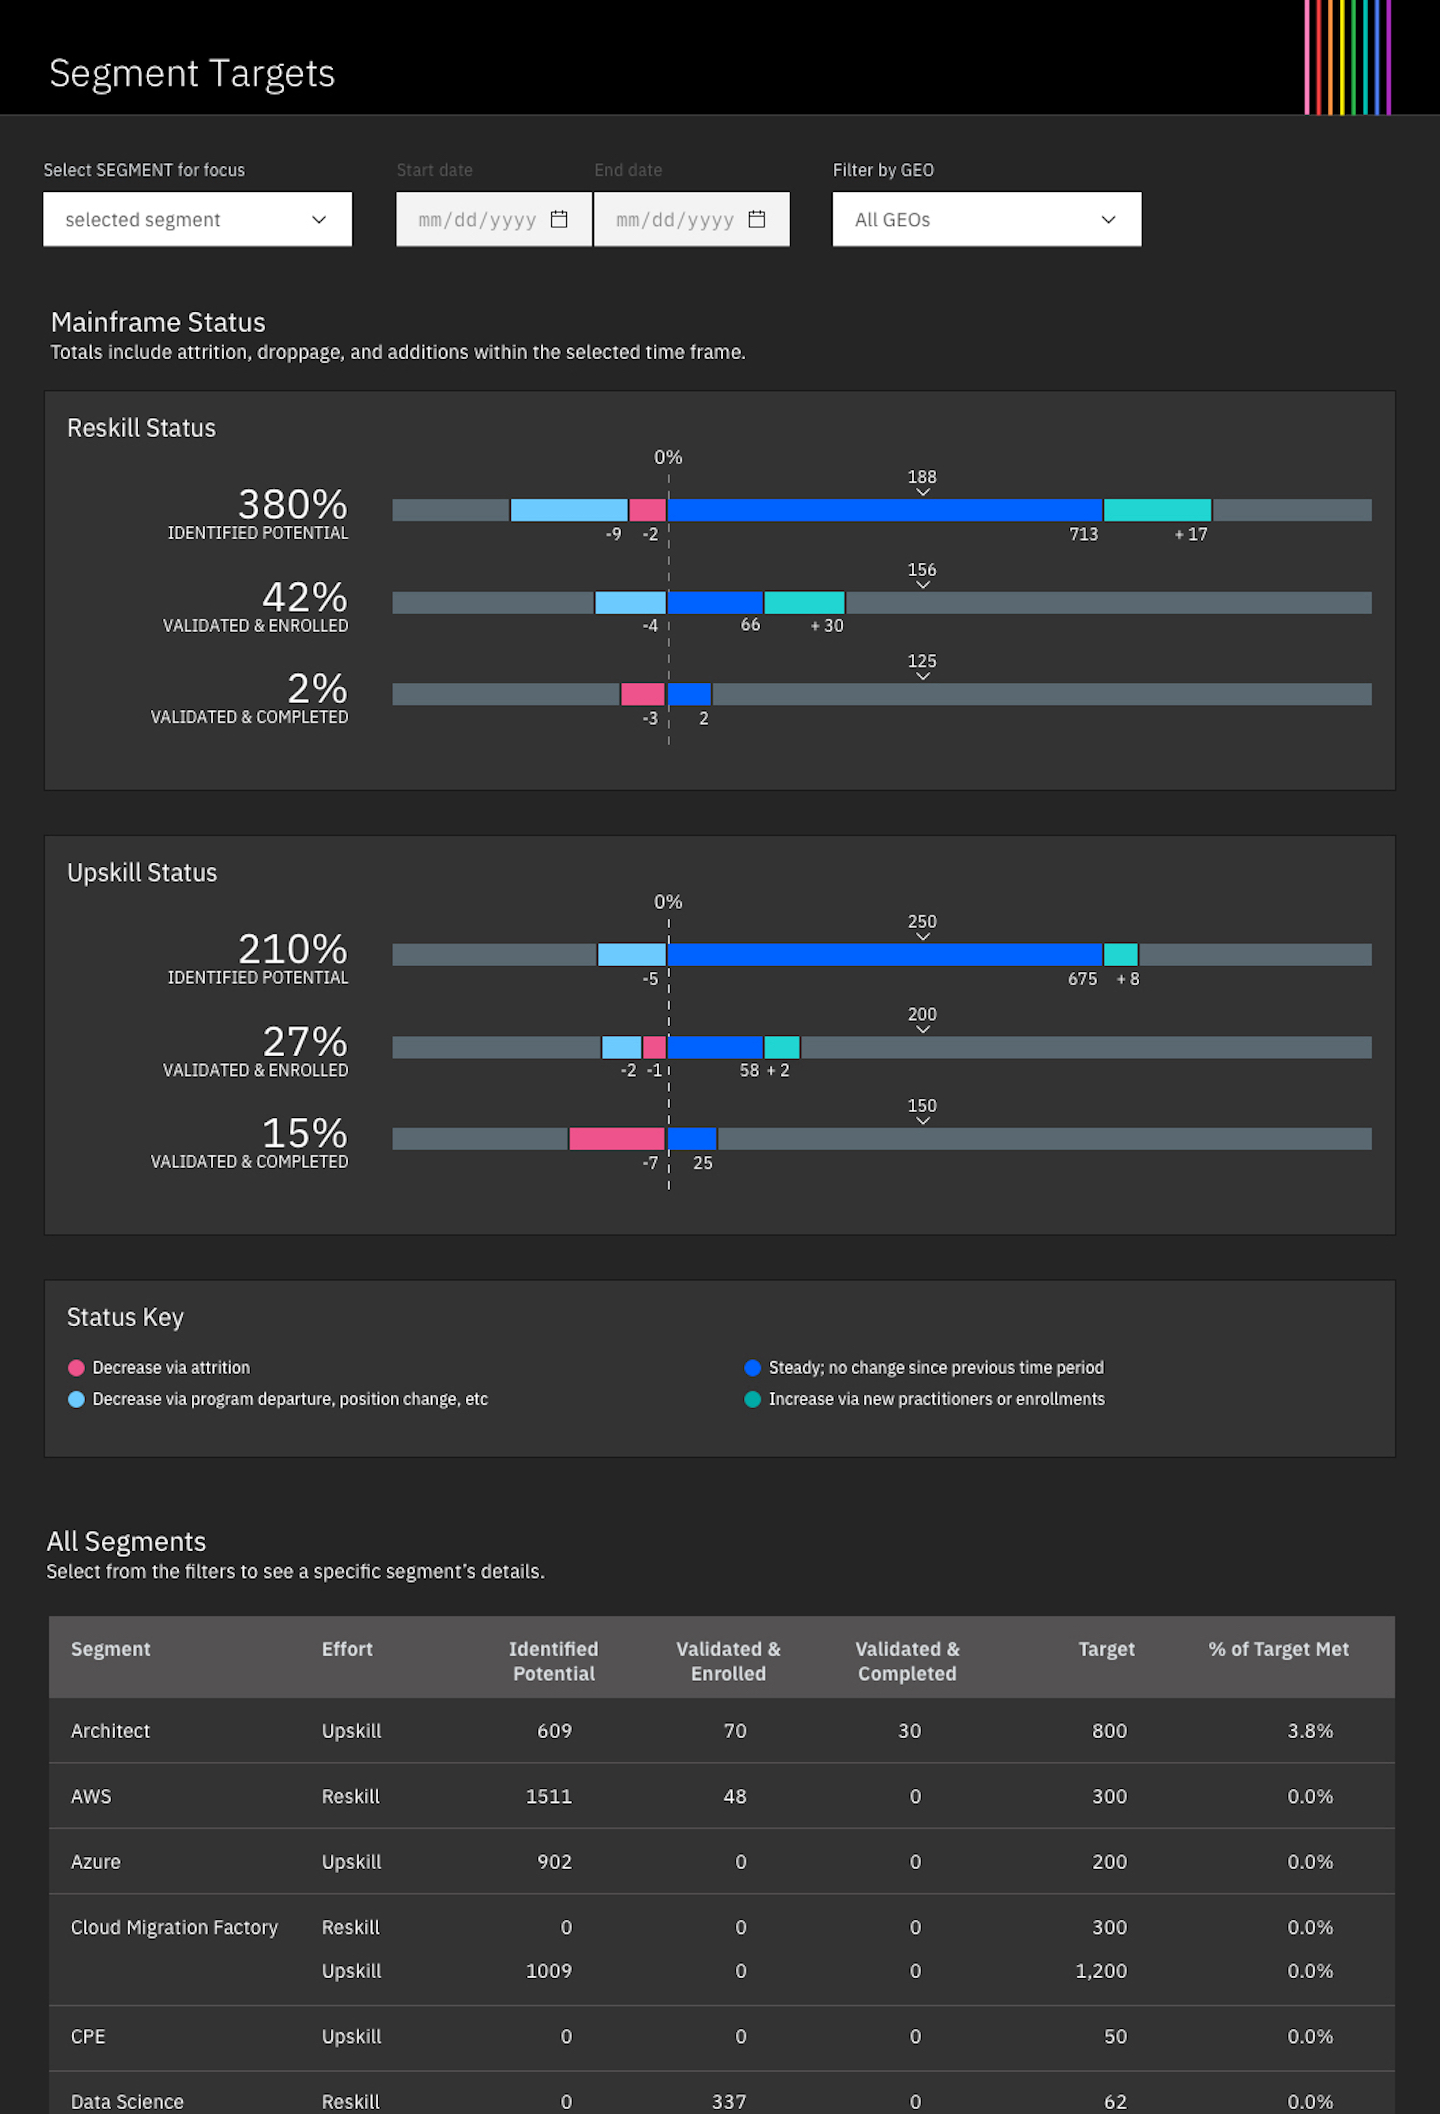 Segment Targets
Select SEGMENT for focus
Start date
End date
Filter by GEO
selected segment
mm/dd/yyyy
mm/dd/yyyy
All GEOs
Mainframe Status
Totals include attrition, droppage, and additions within the selected time frame.
Reskill Status
0%
188
380%
IDENTIFIED POTENTIAL
-9 -2 713 + 17
156
42%
VALIDATED & ENROLLED
-4 66 + 30
125
2%
VALIDATED & COMPLETED
-3 2
Upskill Status
0%
250
210%
IDENTIFIED POTENTIAL
-5 675 + 8
200
27%
VALIDATED & ENROLLED
-2 -1 58 + 2
150
15%
VALIDATED & COMPLETED
-7 25
Status Key
Decrease via attrition
Steady; no change since previous time period
Decrease via program departure, position change, etc
Increase via new practitioners or enrollments
All Segments
Select from the filters to see a specific segment’s details.
Segment Effort Identified Validated & Validated & Target % of Target Met
Potential Enrolled Completed
Architect Upskill 609 70 30 800 3.8%
AWS Reskill 1511 48 0 300 0.0%
Azure Upskill 902 0 0 200 0.0%
Cloud Migration Factory Reskill 0 0 0 300 0.0%
Upskill 1009 0 0 1,200 0.0%
CPE Upskill 0 0 0 50 0.0%
Data Science Reskill 0 337 0 62 0.0%